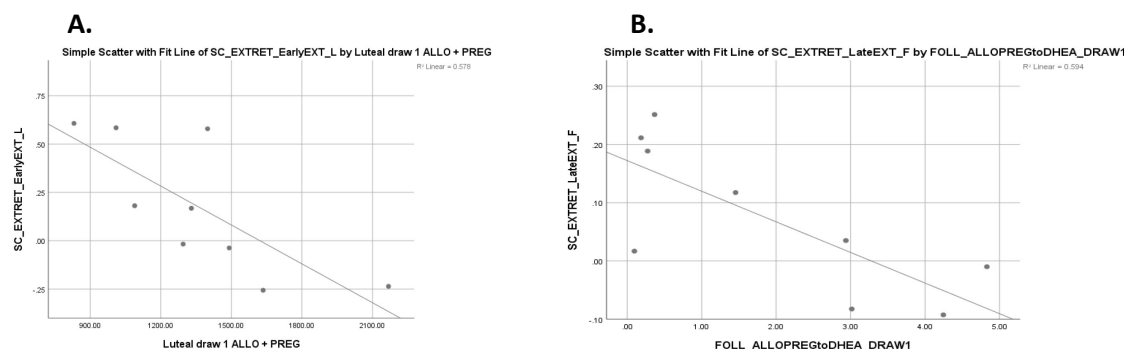 A.
Simple Scatter with Fit Line of SC_EXTRET_EarlyEXT_L by Luteal draw 1 ALLO + PREG
R² Linear = 0.578
SC_EXTRET_EarlyEXT_L
.75
.50
.25
.00
-.25
900.00 1200.00 1500.00 1800.00 2100.00
Luteal draw 1 ALLO + PREG
B.
Simple Scatter with Fit Line of SC_EXTRET_LateEXT_F by FOLL_ALLOPREGtoDHEA_DRAW1
R² Linear = 0.594
SC_EXTRET_LateEXT_F
.30
.20
.10
.00
-.10
.00 1.00 2.00 3.00 4.00 5.00
FOLL_ALLOPREGtoDHEA_DRAW1